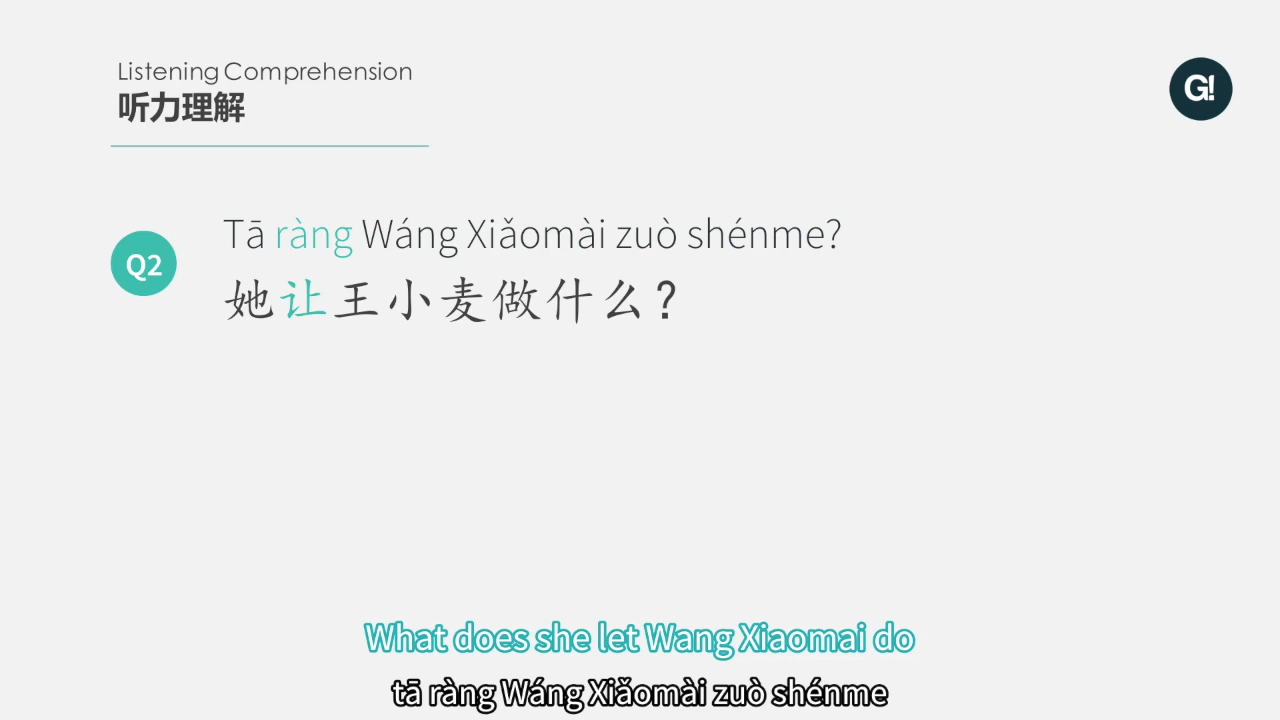 Listening Comprehension
听力理解
G!
Q2
Tā ràng Wáng Xiǎomài zuò shénme?
她让王小麦做什么？
What does she let Wang Xiaomai do
tā ràng Wáng Xiǎomài zuò shénme